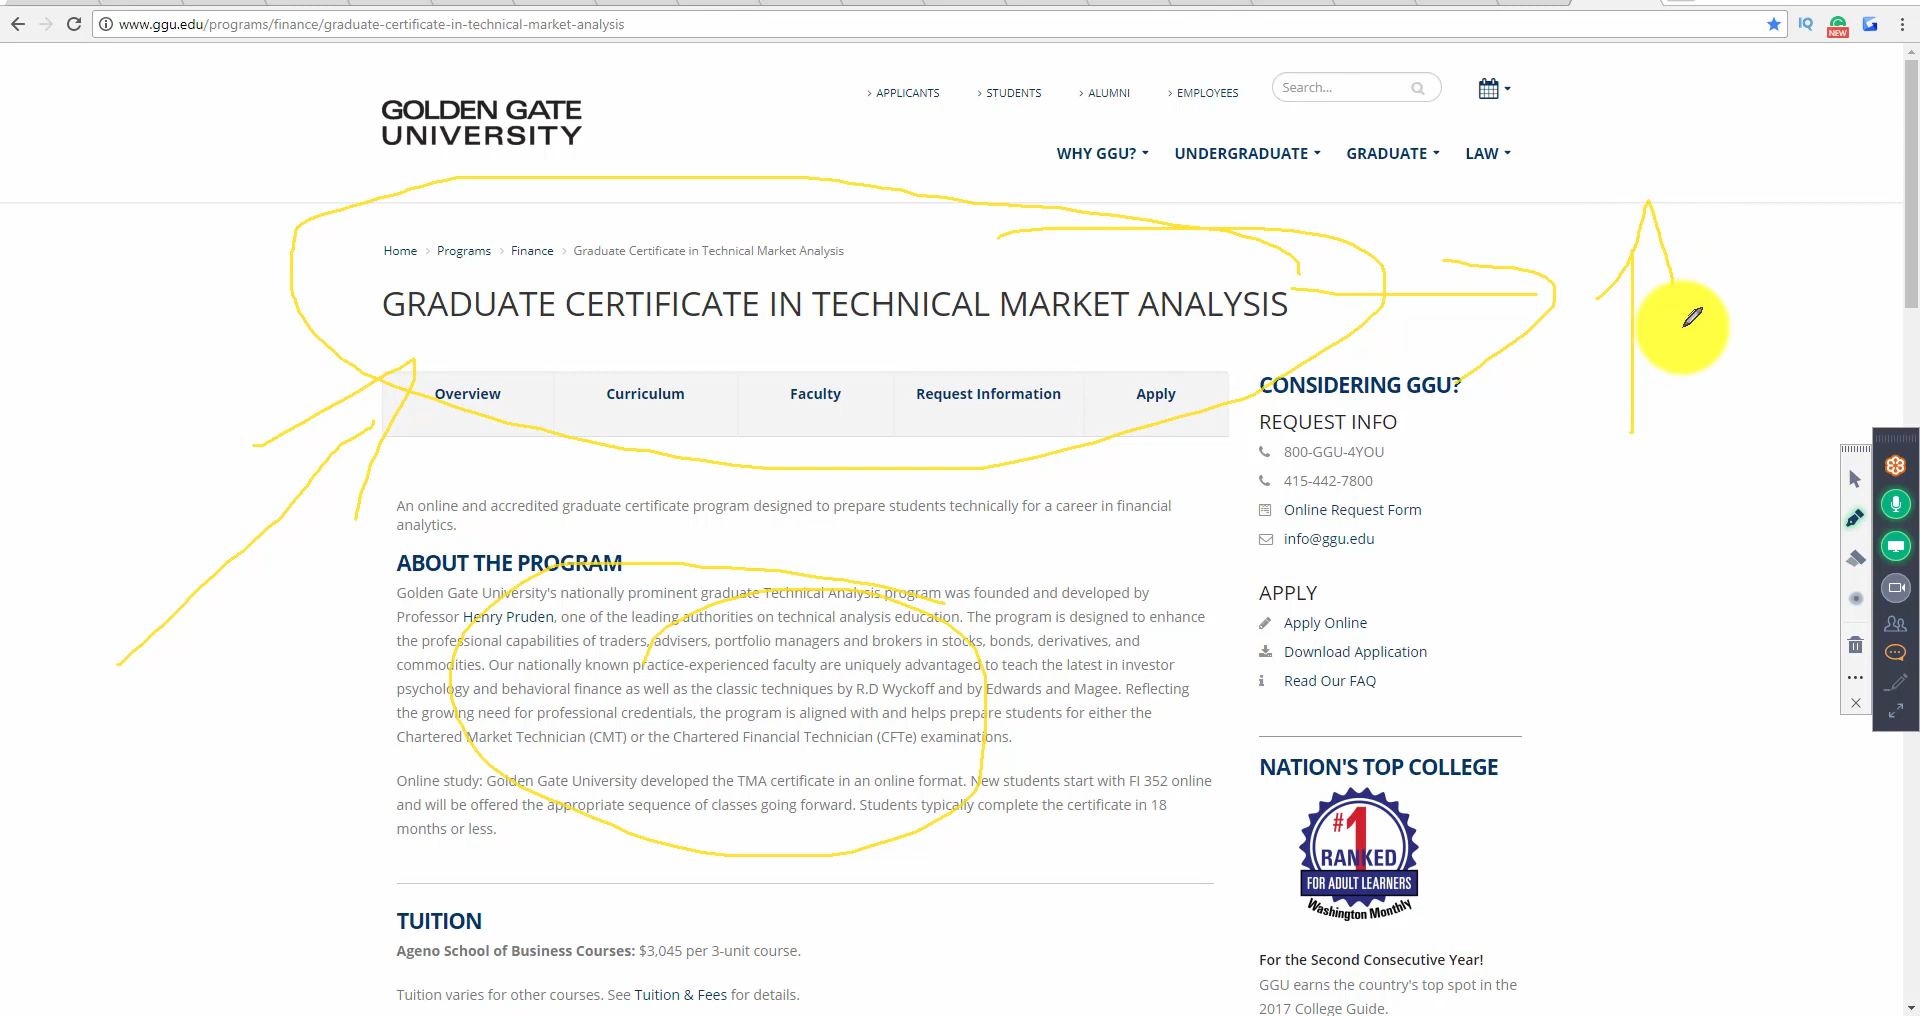 www.ggu.edu/programs/finance/graduate-certificate-in-technical-market-analysis
IQ
NEW
GOLDEN GATE
UNIVERSITY
APPLICANTS
STUDENTS
ALUMNI
EMPLOYEES
Search...
WHY GGU?
UNDERGRADUATE
GRADUATE
LAW
Home > Programs > Finance > Graduate Certificate in Technical Market Analysis
GRADUATE CERTIFICATE IN TECHNICAL MARKET ANALYSIS
Overview
Curriculum
Faculty
Request Information
Apply
An online and accredited graduate certificate program designed to prepare students technically for a career in financial
analytics.
ABOUT THE PROGRAM
Golden Gate University's nationally prominent graduate Technical Analysis program was founded and developed by
Professor Henry Pruden, one of the leading authorities on technical analysis education. The program is designed to enhance
the professional capabilities of traders, advisers, portfolio managers and brokers in stocks, bonds, derivatives, and
commodities. Our nationally known practice-experienced faculty are uniquely advantaged to teach the latest in investor
psychology and behavioral finance as well as the classic techniques by R.D Wyckoff and by Edwards and Magee. Reflecting
the growing need for professional credentials, the program is aligned with and helps prepare students for either the
Chartered Market Technician (CMT) or the Chartered Financial Technician (CFTe) examinations.
Online study: Golden Gate University developed the TMA certificate in an online format. New students start with FI 352 online
and will be offered the appropriate sequence of classes going forward. Students typically complete the certificate in 18
months or less.
TUITION
Ageno School of Business Courses: $3,045 per 3-unit course.
Tuition varies for other courses. See Tuition & Fees for details.
CONSIDERING GGU?
REQUEST INFO
800-GGU-4YOU
415-442-7800
Online Request Form
info@ggu.edu
APPLY
Apply Online
Download Application
Read Our FAQ
NATION'S TOP COLLEGE
#1
RANKED
FOR ADULT LEARNERS
Washington Monthly
For the Second Consecutive Year!
GGU earns the country's top spot in the
2017 College Guide.